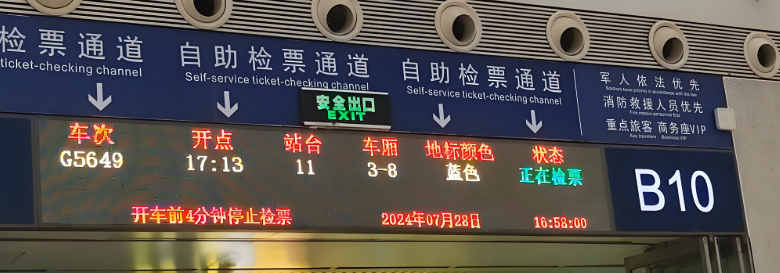 检票通道
ticket-checking channel
自助检票通道
Self-service ticket-checking channel
安全出口
EXIT
自助检票通道
Self-service ticket-checking channel
军人依法优先
消防救援人员优先
重点旅客 商务座VIP
车次 开点 站台 车厢 地标颜色 状态
G5649 17:13 11 3-8 蓝色 正在检票
开车前4分钟停止检票 2024年07月28日 16:58:00
B10